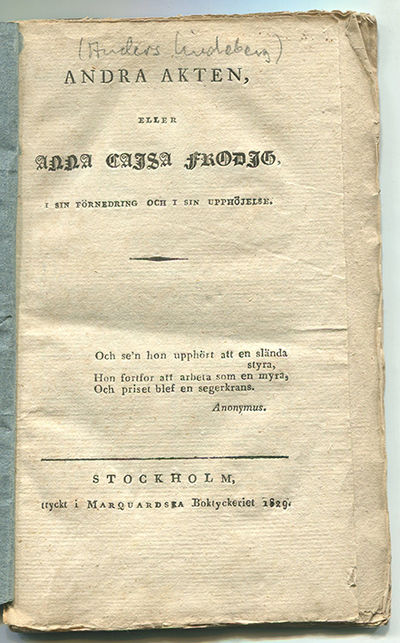 (Anders Lindeberg)
ANDRA AKTEN,
ELLER
ANNA CAJSA FRODIG,
I SIN FÖRNEDRING OCH I SIN UPPHÖJELSE.
Och se'n hon upphört att en slända
styra,
Hon fortfor att arbeta som en myra,
Och priset blef en segerkrans.
Anonymus.
STOCKHOLM,
tryckt i MARQUARDSKA Boktryckeriet 1829.